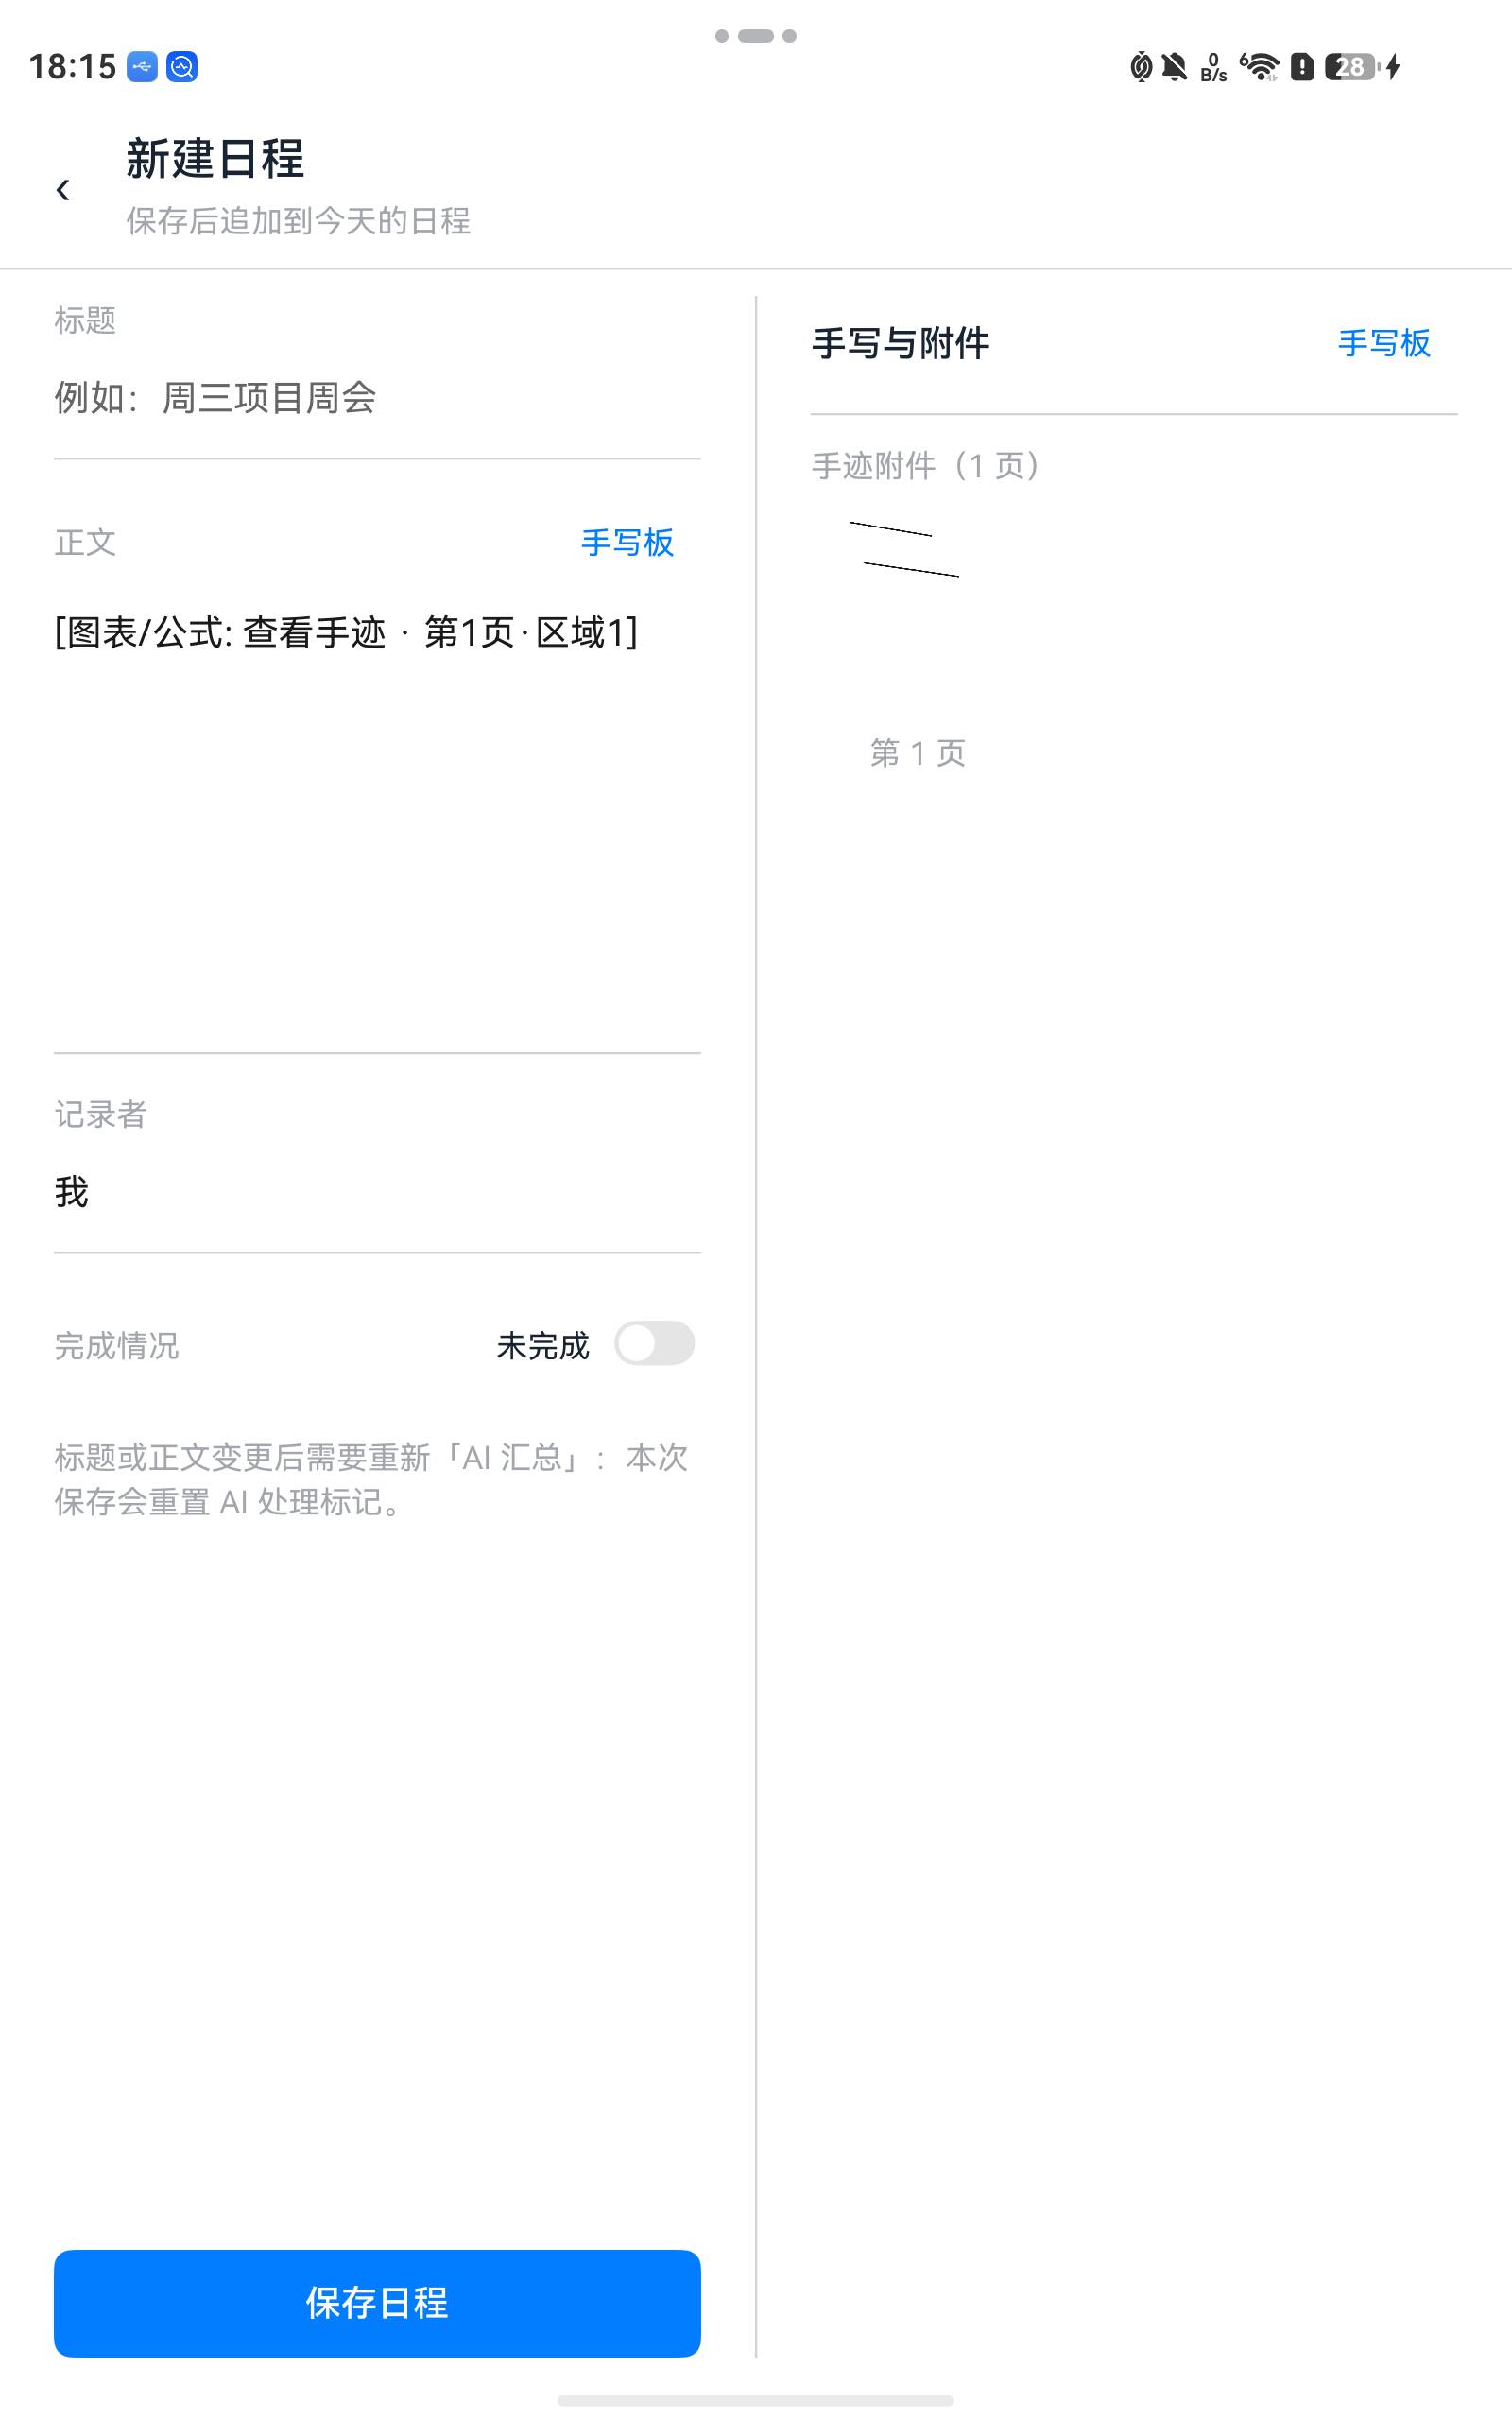 18:15
0 B/s
6
28
新建日程
保存后追加到今天的日程
标题
例如：周三项目周会
正文 手写板
[图表/公式: 查看手迹 · 第1页·区域1]
记录者
我
完成情况 未完成
标题或正文变更后需要重新「AI 汇总」：本次
保存会重置 AI 处理标记。
保存日程
手写与附件 手写板
手迹附件（1 页）
第 1 页